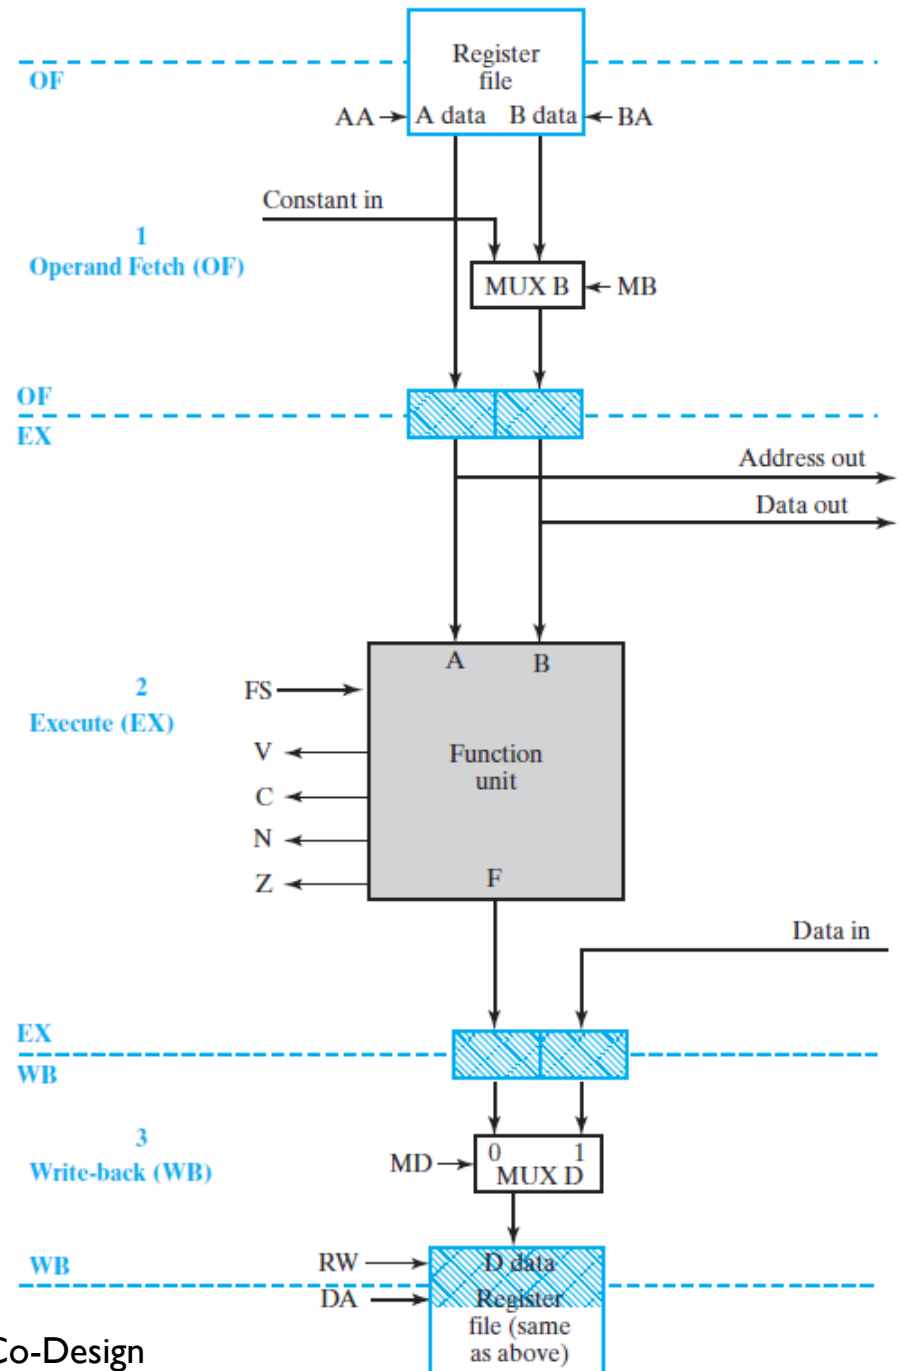 Register
file
OF
AA
A data
B data
BA
Constant in
1
Operand Fetch (OF)
MUX B
MB
OF
EX
Address out
Data out
A
B
2
Execute (EX)
FS
V
C
N
Z
Function
unit
F
Data in
EX
WB
3
Write-back (WB)
MD
0
1
MUX D
WB
RW
D data
DA
Register
file (same
as above)
Co-Design